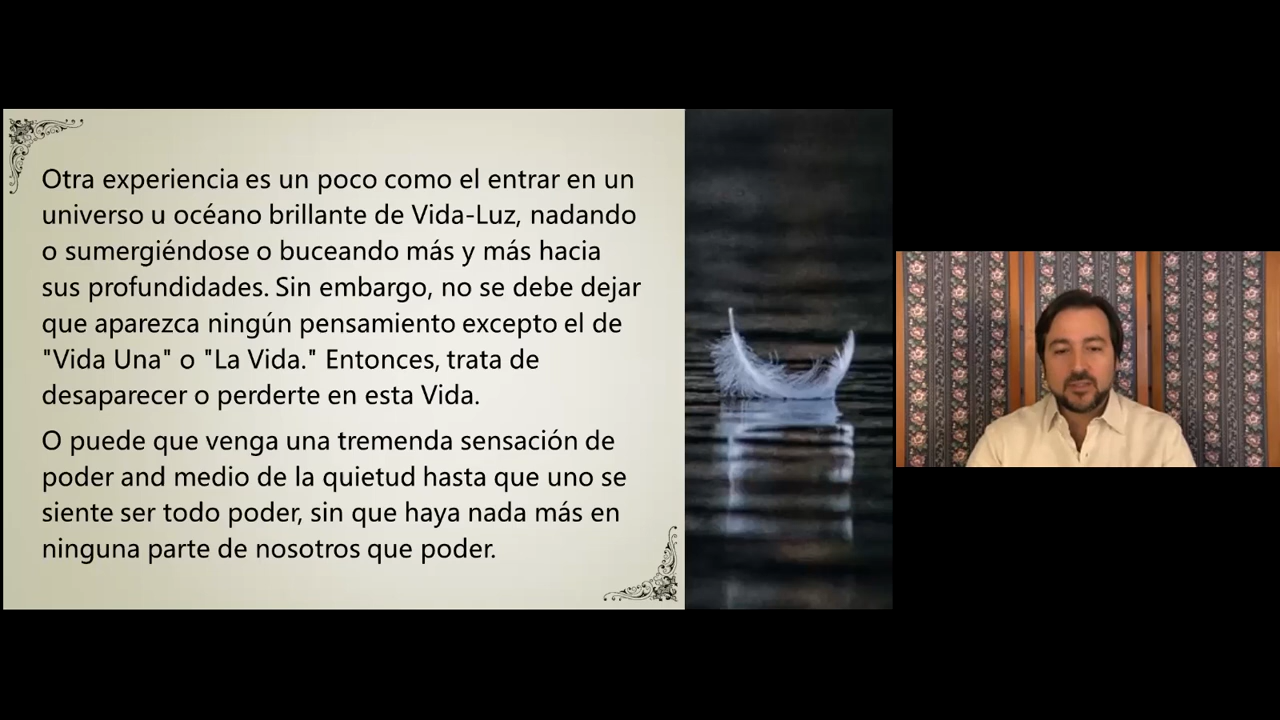 Otra experiencia es un poco como el entrar en un
universo u océano brillante de Vida-Luz, nadando
o sumergiéndose o buceando más y más hacia
sus profundidades. Sin embargo, no se debe dejar
que aparezca ningún pensamiento excepto el de
"Vida Una" o "La Vida." Entonces, trata de
desaparecer o perderte en esta Vida.
O puede que venga una tremenda sensación de
poder and medio de la quietud hasta que uno se
siente ser todo poder, sin que haya nada más en
ninguna parte de nosotros que poder.